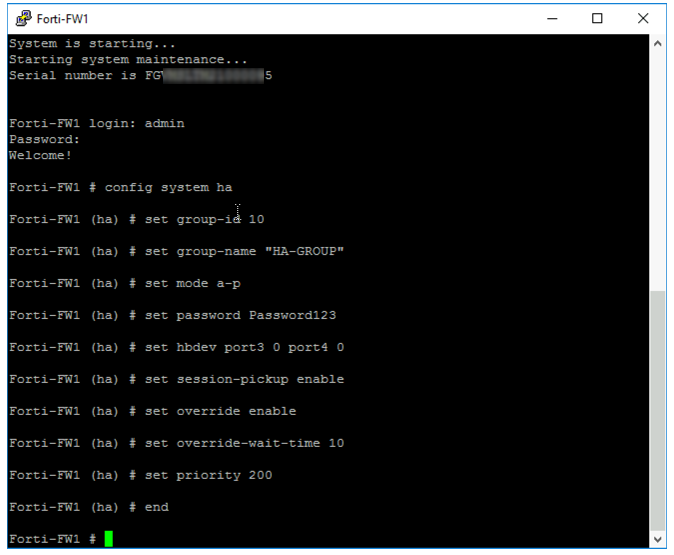 Forti-FW1
System is starting...
Starting system maintenance...
Serial number is FGV 5
Forti-FW1 login: admin
Password:
Welcome!
Forti-FW1 # config system ha
Forti-FW1 (ha) # set group-id 10
Forti-FW1 (ha) # set group-name "HA-GROUP"
Forti-FW1 (ha) # set mode a-p
Forti-FW1 (ha) # set password Password123
Forti-FW1 (ha) # set hbdev port3 0 port4 0
Forti-FW1 (ha) # set session-pickup enable
Forti-FW1 (ha) # set override enable
Forti-FW1 (ha) # set override-wait-time 10
Forti-FW1 (ha) # set priority 200
Forti-FW1 (ha) # end
Forti-FW1 #